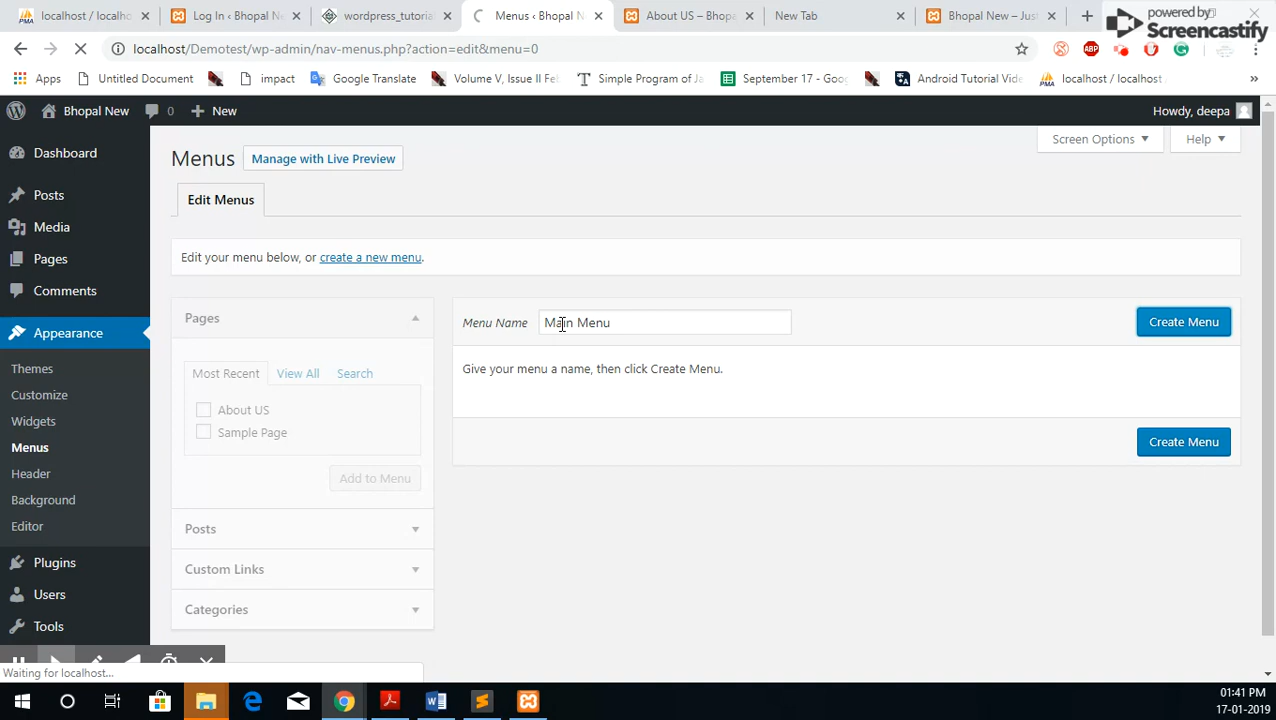 localhost / localho
Log In ‹ Bhopal Ne
wordpress_tutorial
Menus ‹ Bhopal N
About US – Bhopa
New Tab
Bhopal New – Just
powered by
Screencastify
localhost/Demotest/wp-admin/nav-menus.php?action=edit&menu=0
ABP
Apps
Untitled Document
impact
Google Translate
Volume V, Issue II Feb
Simple Program of Ja
September 17 - Goog
Android Tutorial Vide
localhost / localhost
»
Bhopal New
0
New
Howdy, deepa
Dashboard
Posts
Media
Pages
Comments
Appearance
Themes
Customize
Widgets
Menus
Header
Background
Editor
Plugins
Users
Tools
Screen Options
Help
Menus
Manage with Live Preview
Edit Menus
Edit your menu below, or create a new menu.
Pages
Most Recent
View All
Search
About US
Sample Page
Add to Menu
Posts
Custom Links
Categories
Menu Name
Main Menu
Create Menu
Give your menu a name, then click Create Menu.
Create Menu
Waiting for localhost...
01:41 PM
17-01-2019